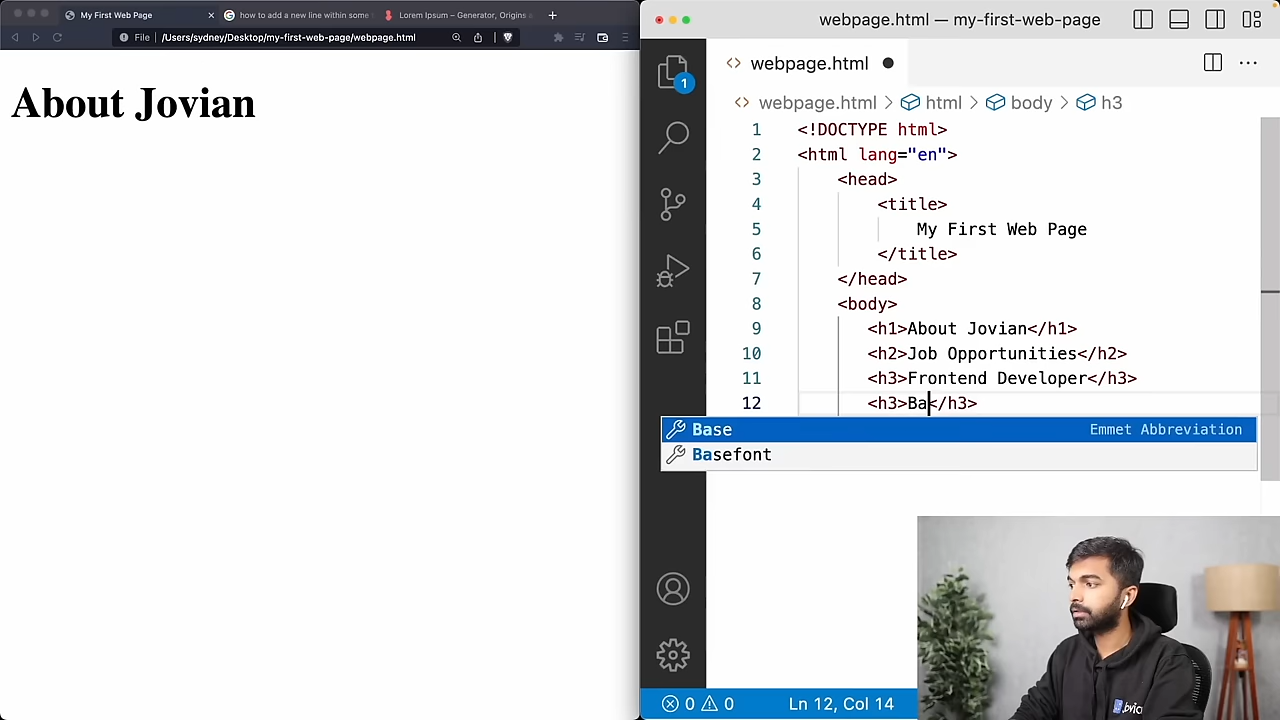 My First Web Page
how to add a new line within some
Lorem Ipsum – Generator, Origins
File /Users/sydney/Desktop/my-first-web-page/webpage.html
About Jovian
webpage.html — my-first-web-page
1
webpage.html
webpage.html > html > body > h3
1 <!DOCTYPE html>
2 <html lang="en">
3 <head>
4 <title>
5 My First Web Page
6 </title>
7 </head>
8 <body>
9 <h1>About Jovian</h1>
10 <h2>Job Opportunities</h2>
11 <h3>Frontend Developer</h3>
12 <h3>Ba</h3>
Base Emmet Abbreviation
Basefont
0 0 Ln 12, Col 14